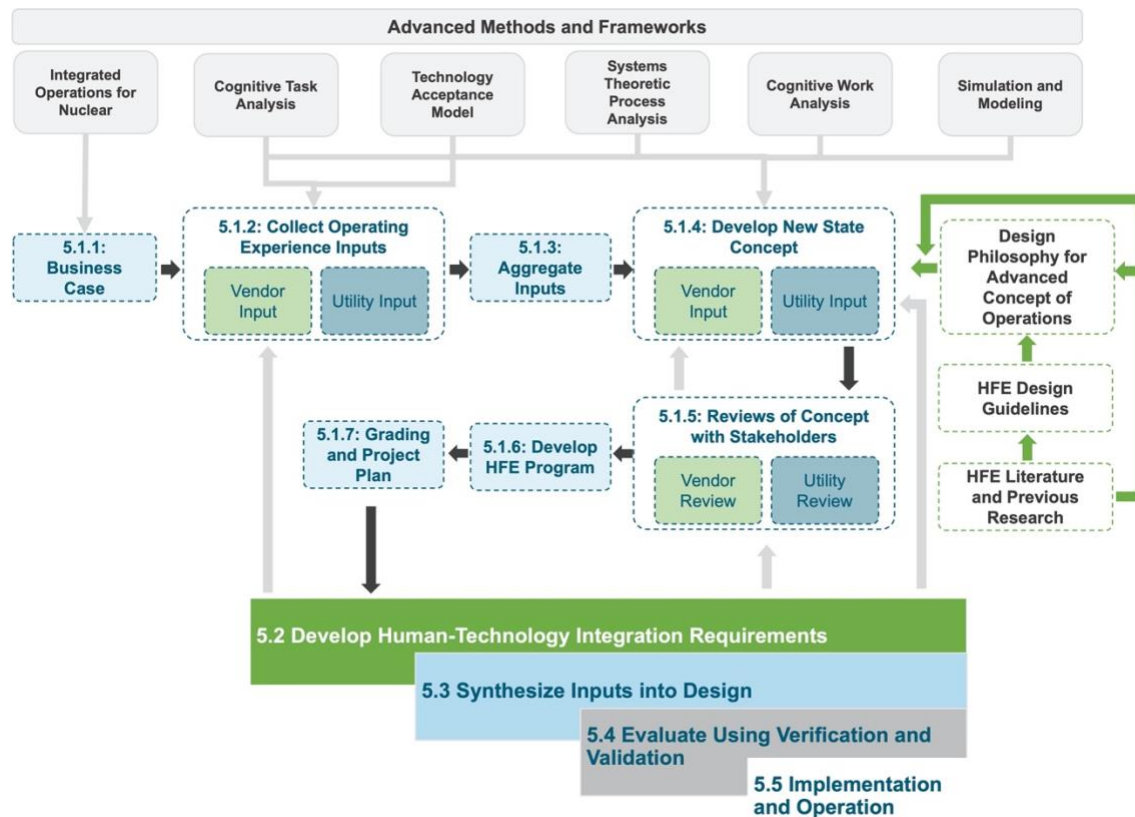 Advanced Methods and Frameworks
Integrated
Operations for
Nuclear
Cognitive Task
Analysis
Technology
Acceptance
Model
Systems
Theoretic
Process
Analysis
Cognitive Work
Analysis
Simulation and
Modeling
5.1.1:
Business
Case
5.1.2: Collect Operating
Experience Inputs
Vendor
Input
Utility Input
5.1.3:
Aggregate
Inputs
5.1.4: Develop New State
Concept
Vendor
Input
Utility Input
Design
Philosophy for
Advanced
Concept of
Operations
HFE Design
Guidelines
HFE Literature
and Previous
Research
5.1.5: Reviews of Concept
with Stakeholders
Vendor
Review
Utility
Review
5.1.6: Develop
HFE Program
5.1.7: Grading
and Project
Plan
5.2 Develop Human-Technology Integration Requirements
5.3 Synthesize Inputs into Design
5.4 Evaluate Using Verification and
Validation
5.5 Implementation
and Operation